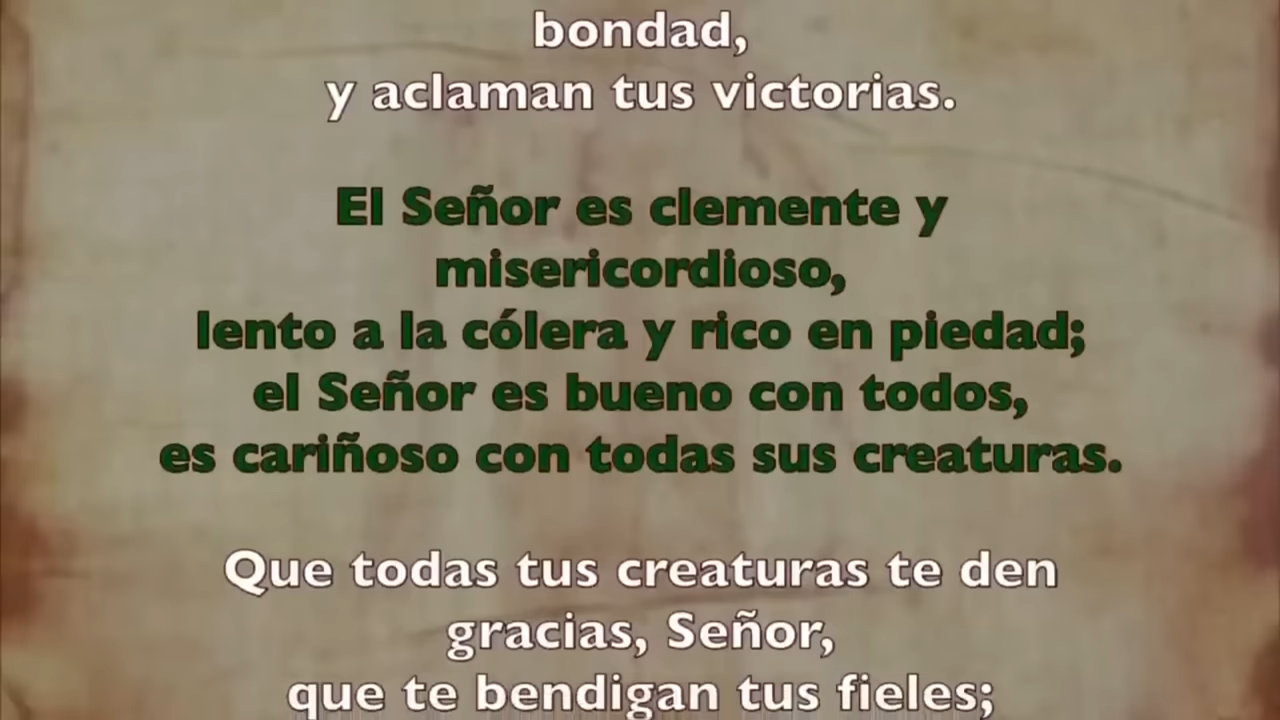 bondad,
y aclaman tus victorias.
El Señor es clemente y
misericordioso,
lento a la cólera y rico en piedad;
el Señor es bueno con todos,
es cariñoso con todas sus creaturas.
Que todas tus creaturas te den
gracias, Señor,
que te bendigan tus fieles;